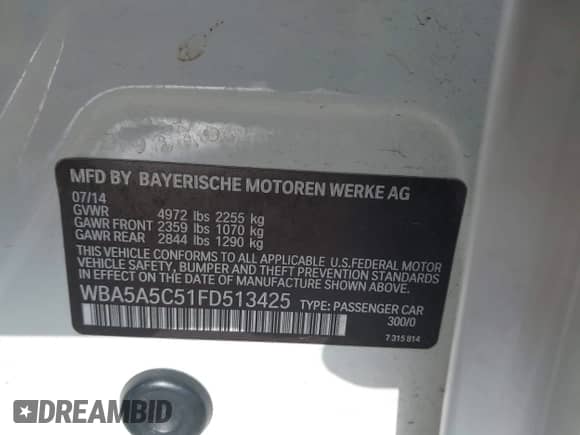 MFD BY BAYERISCHE MOTOREN WERKE AG
07/14
GVWR 4972 lbs 2255 kg
GAWR FRONT 2359 lbs 1070 kg
GAWR REAR 2844 lbs 1290 kg
THIS VEHICLE CONFORMS TO ALL APPLICABLE U.S.FEDERAL MOTOR
VEHICLE SAFETY, BUMPER AND THEFT PREVENTION STANDARDS
IN EFFECT ON THE DATE OF MANUFACTURE SHOWN ABOVE.
WBA5A5C51FD513425 TYPE: PASSENGER CAR
300/0
7 315 814
DREAMBID